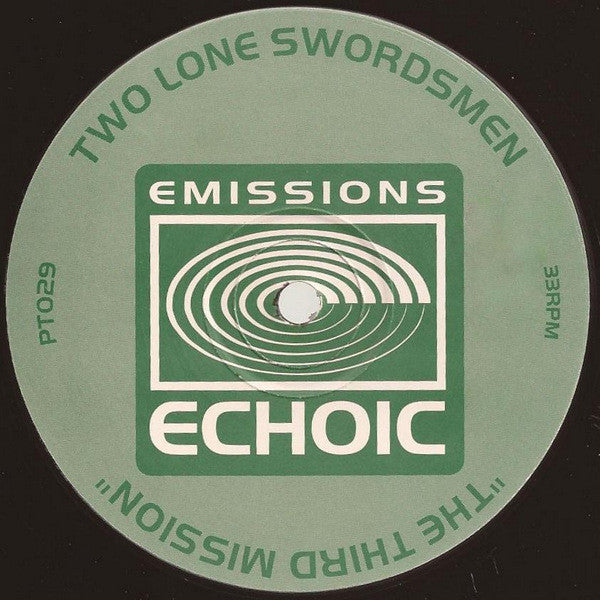 TWO LONE SWORDSMEN
EMISSIONS
PT029
33RPM
ECHOIC
"THE THIRD MISSION"